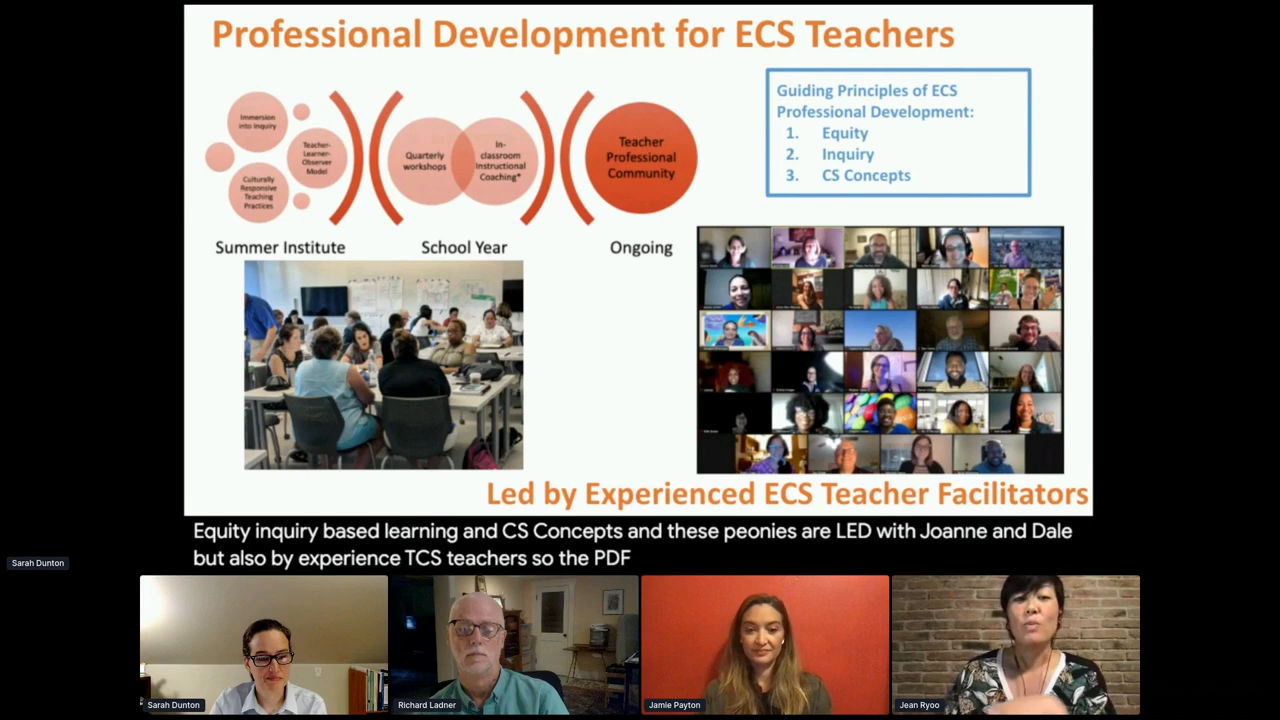 Professional Development for ECS Teachers
Immersion
into Inquiry
Teacher-
Learner-
Observer
Model
Culturally
Responsive
Teaching
Practices
Quarterly
workshops
In-
classroom
Instructional
Coaching*
Teacher
Professional
Community
Guiding Principles of ECS
Professional Development:
1. Equity
2. Inquiry
3. CS Concepts
Summer Institute
School Year
Ongoing
Led by Experienced ECS Teacher Facilitators
Equity inquiry based learning and CS Concepts and these peonies are LED with Joanne and Dale
but also by experience TCS teachers so the PDF
Sarah Dunton
Sarah Dunton
Richard Ladner
Jamie Payton
Jean Ryoo